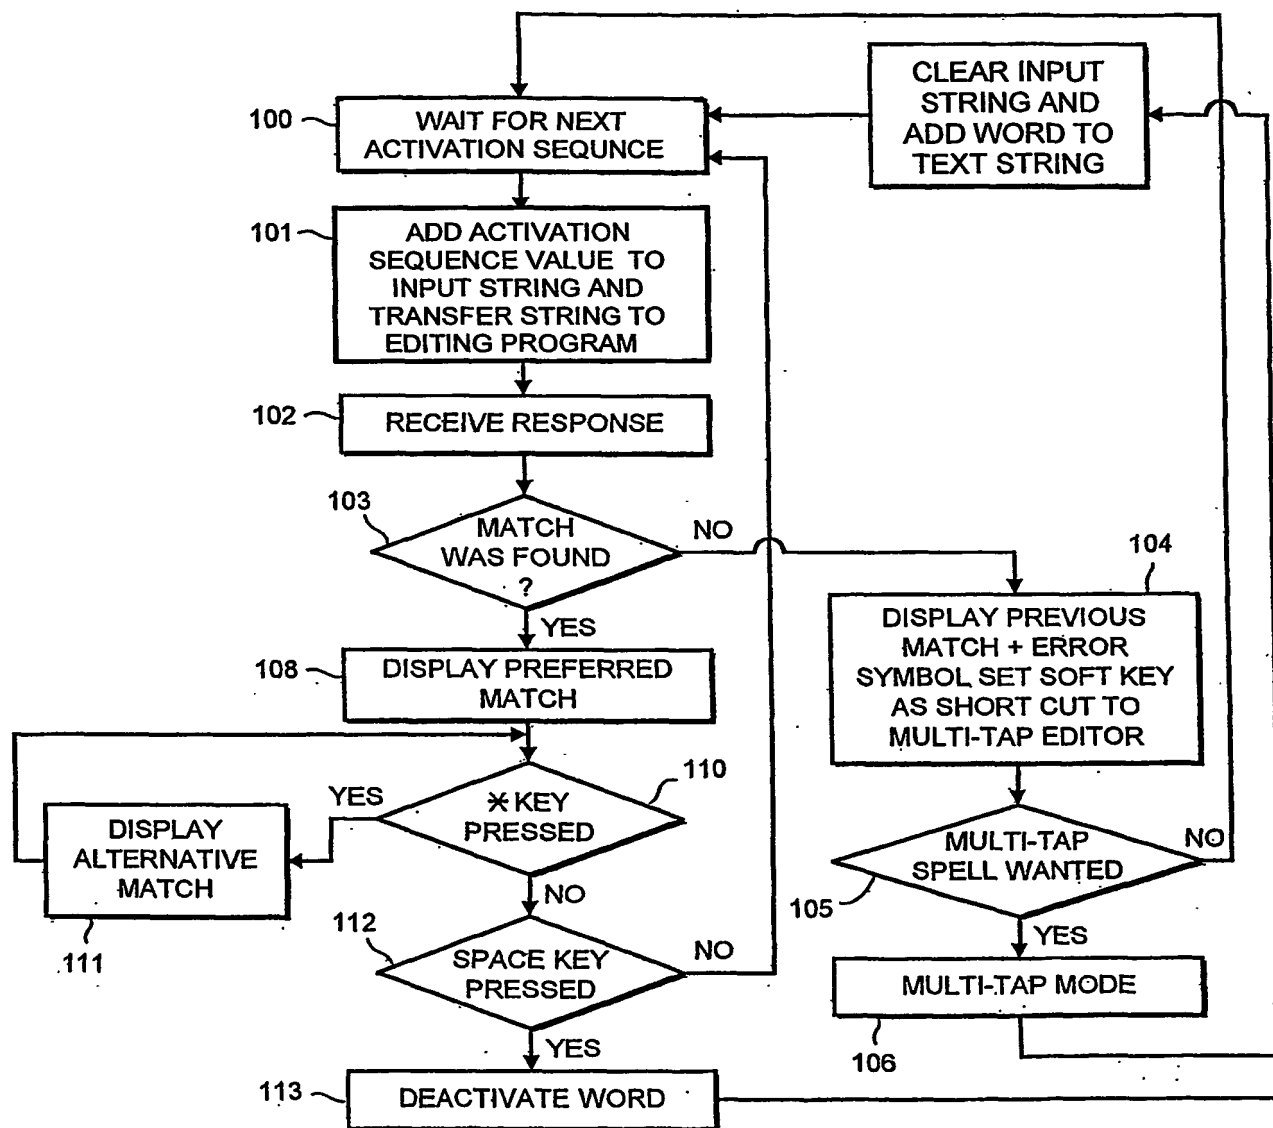 100
WAIT FOR NEXT
ACTIVATION SEQUNCE
CLEAR INPUT
STRING AND
ADD WORD TO
TEXT STRING
101
ADD ACTIVATION
SEQUENCE VALUE TO
INPUT STRING AND
TRANSFER STRING TO
EDITING PROGRAM
102
RECEIVE RESPONSE
103
MATCH
WAS FOUND
?
NO
YES
104
DISPLAY PREVIOUS
MATCH + ERROR
SYMBOL SET SOFT KEY
AS SHORT CUT TO
MULTI-TAP EDITOR
108
DISPLAY PREFERRED
MATCH
110
* KEY
PRESSED
YES
NO
DISPLAY
ALTERNATIVE
MATCH
111
105
MULTI-TAP
SPELL WANTED
NO
YES
112
SPACE KEY
PRESSED
NO
YES
MULTI-TAP MODE
106
113
DEACTIVATE WORD